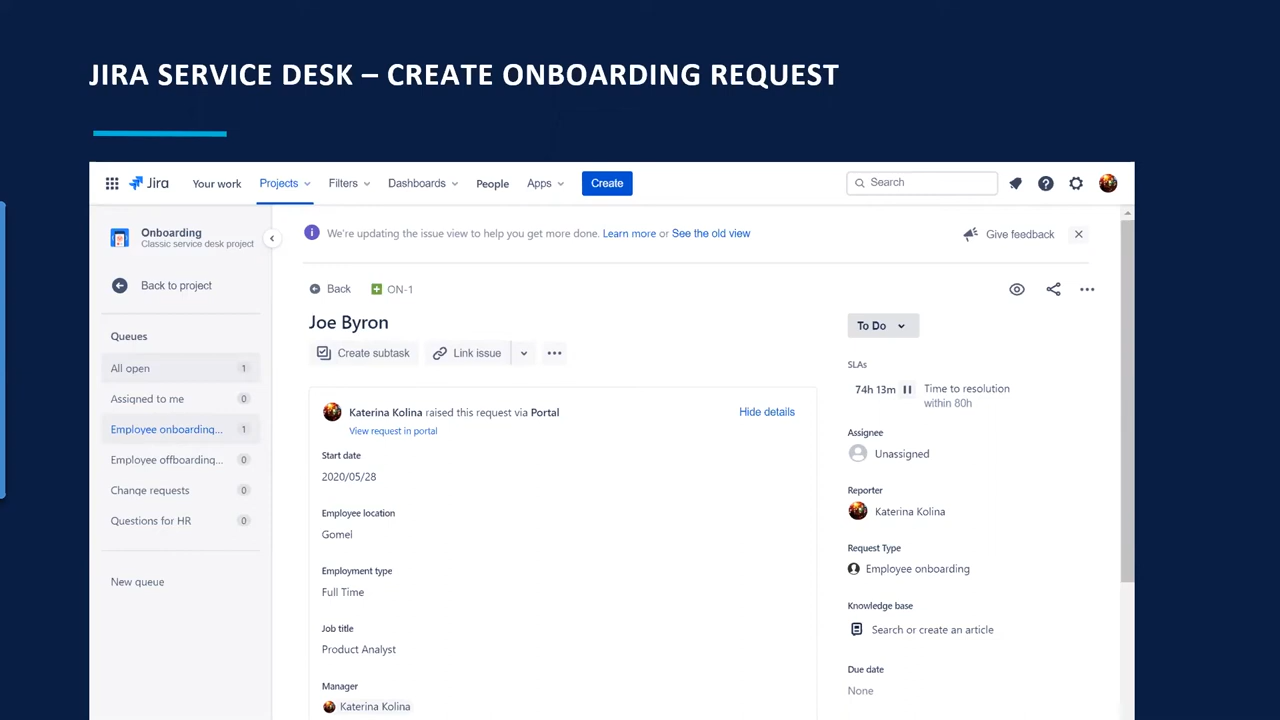 JIRA SERVICE DESK – CREATE ONBOARDING REQUEST
Jira
Your work
Projects
Filters
Dashboards
People
Apps
Create
Search
Onboarding
Classic service desk project
Back to project
Queues
All open 1
Assigned to me 0
Employee onboarding... 1
Employee offboarding... 0
Change requests 0
Questions for HR 0
New queue
We're updating the issue view to help you get more done. Learn more or See the old view
Give feedback
Back
ON-1
Joe Byron
Create subtask
Link issue
Katerina Kolina raised this request via Portal
Hide details
View request in portal
Start date
2020/05/28
Employee location
Gomel
Employment type
Full Time
Job title
Product Analyst
Manager
Katerina Kolina
To Do
SLAs
74h 13m
Time to resolution
within 80h
Assignee
Unassigned
Reporter
Katerina Kolina
Request Type
Employee onboarding
Knowledge base
Search or create an article
Due date
None